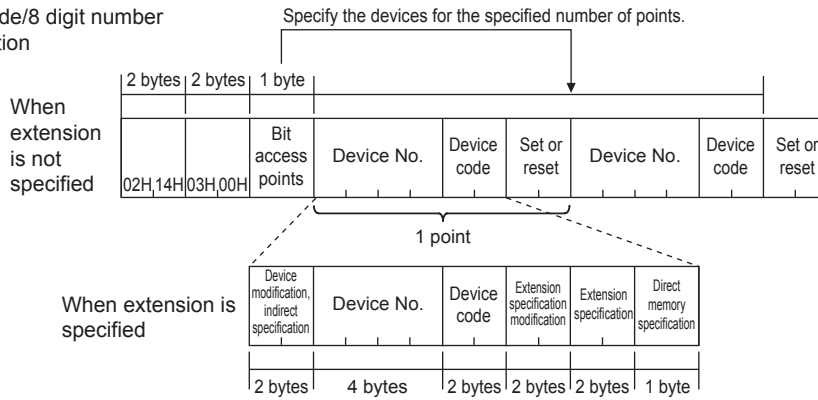 de/8 digit number
tion
Specify the devices for the specified number of points.
2 bytes 2 bytes 1 byte
When
extension
is not
specified
02H,14H 03H,00H
Bit
access
points
Device No.
Device
code
Set or
reset
Device No.
Device
code
Set or
reset
1 point
When extension is
specified
Device
modification,
indirect
specification
Device No.
Device
code
Extension
specification
modification
Extension
specification
Direct
memory
specification
2 bytes 4 bytes 2 bytes 2 bytes 2 bytes 1 byte